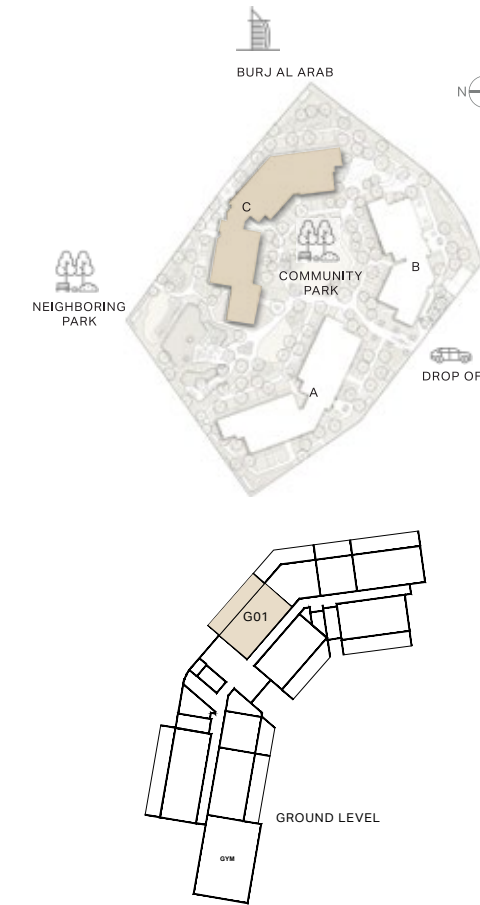 BURJ AL ARAB
N
C
B
COMMUNITY
PARK
NEIGHBORING
PARK
DROP OF
A
G01
GROUND LEVEL
GYM